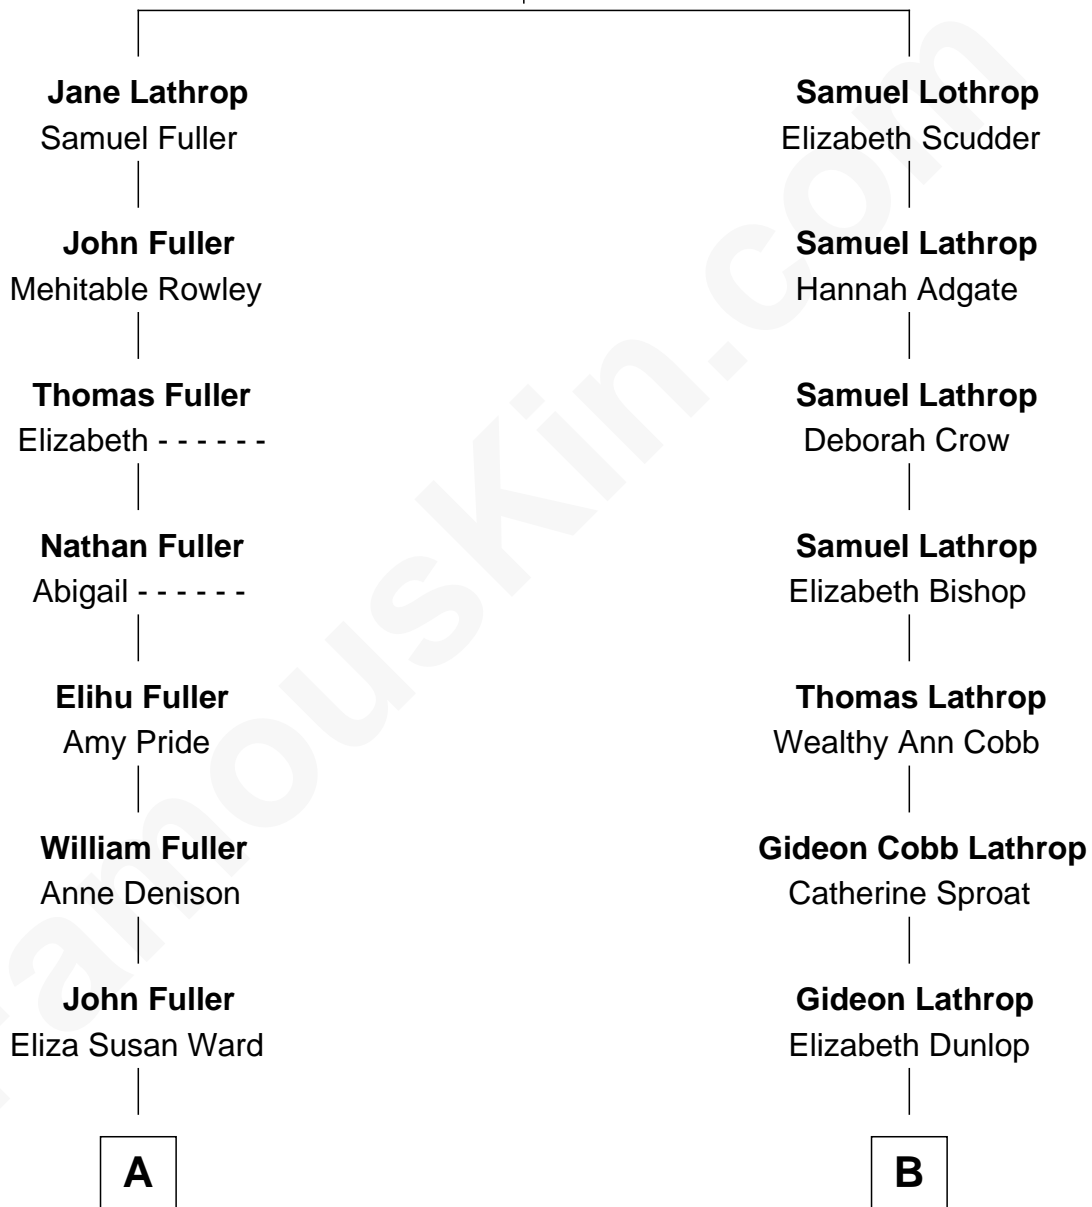 Jane Lathrop
Samuel Fuller
John Fuller
Mehitable Rowley
Thomas Fuller
Elizabeth - - - - - -
Nathan Fuller
Abigail - - - - - -
Elihu Fuller
Amy Pride
William Fuller
Anne Denison
John Fuller
Eliza Susan Ward
A
Samuel Lothrop
Elizabeth Scudder
Samuel Lathrop
Hannah Adgate
Samuel Lathrop
Deborah Crow
Samuel Lathrop
Elizabeth Bishop
Thomas Lathrop
Wealthy Ann Cobb
Gideon Cobb Lathrop
Catherine Sproat
Gideon Lathrop
Elizabeth Dunlop
B
FamousKin.com